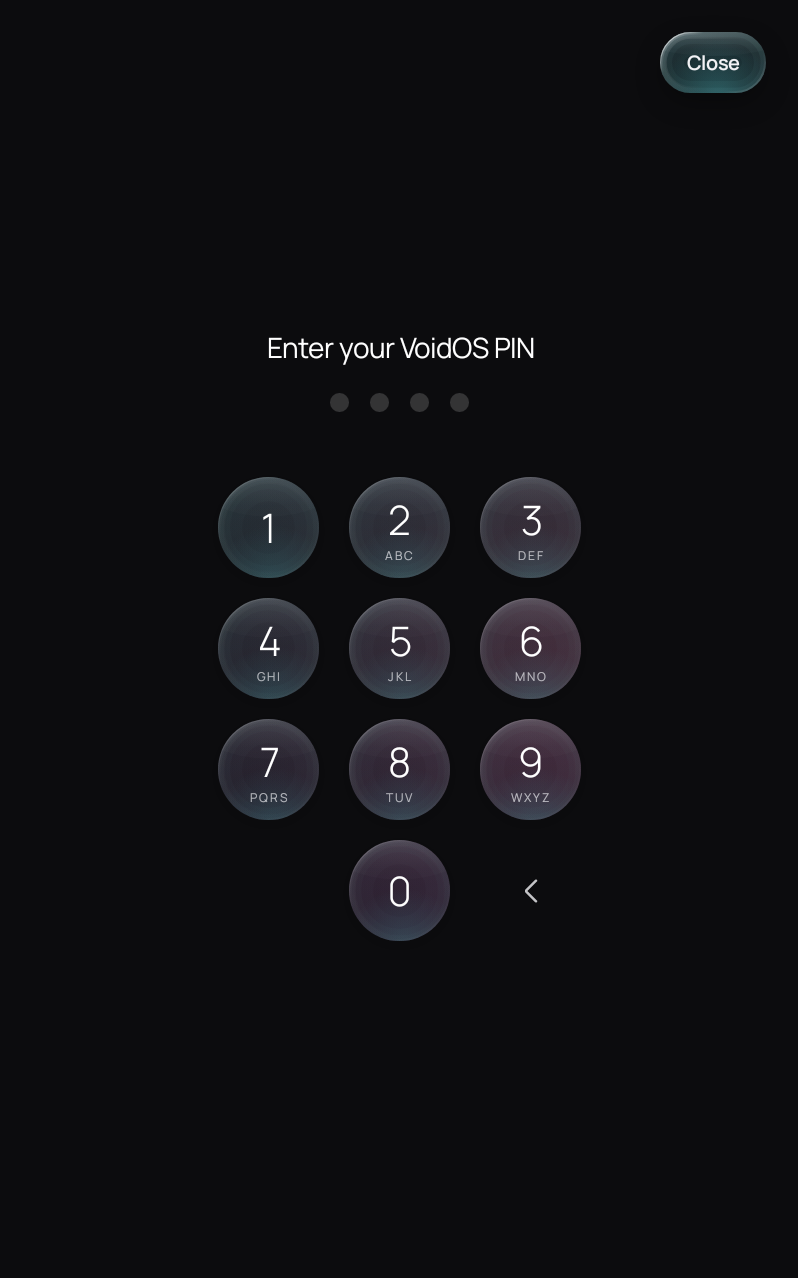 Close
Enter your VoidOS PIN
1 2 3
ABC DEF
4 5 6
GHI JKL MNO
7 8 9
PQRS TUV WXYZ
0